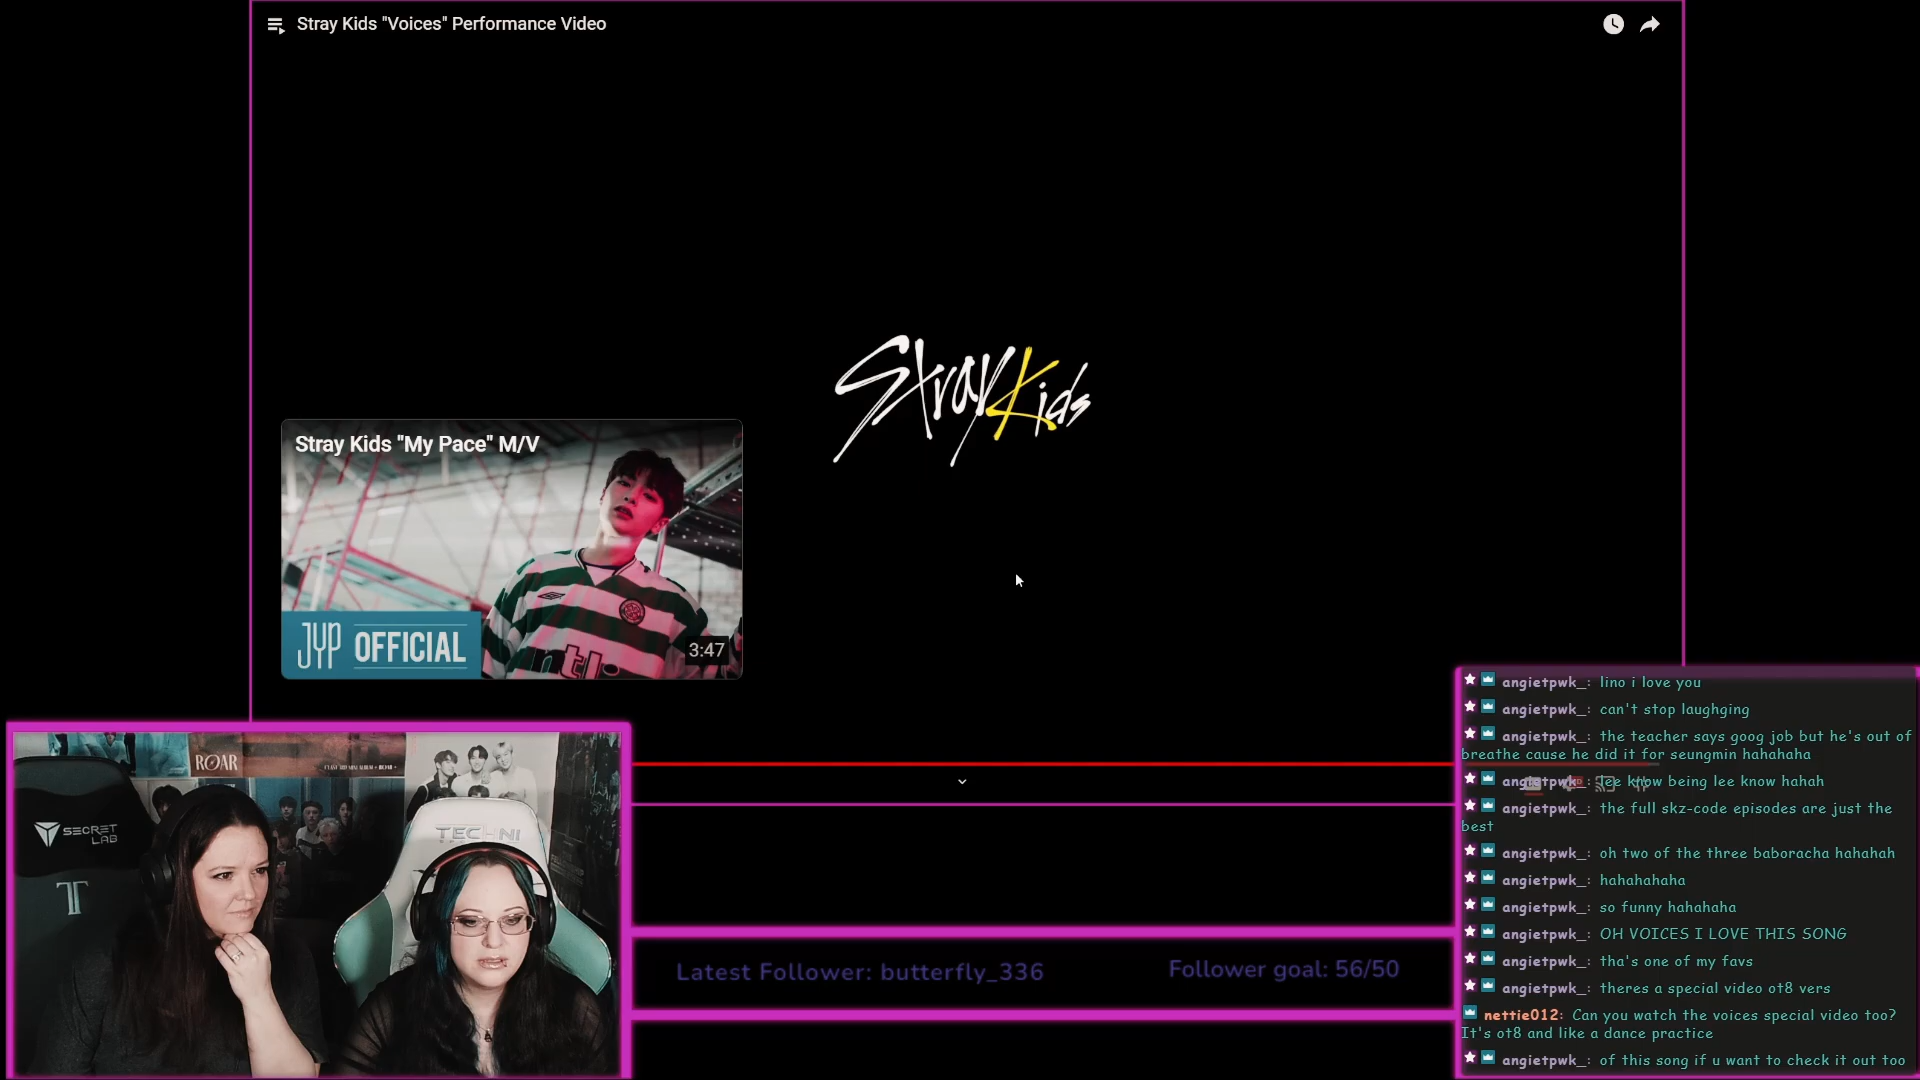 Stray Kids "Voices" Performance Video
Stray Kids
Stray Kids "My Pace" M/V
JYP OFFICIAL
3:47
angietpwk_: lino i love you
angietpwk_: can't stop laughging
angietpwk_: the teacher says goog job but he's out of
breathe cause he did it for seungmin hahahaha
angietpwk_: lee know being lee know hahah
angietpwk_: the full skz-code episodes are just the
best
angietpwk_: oh two of the three baboracha hahahah
angietpwk_: hahahahaha
angietpwk_: so funny hahahaha
angietpwk_: OH VOICES I LOVE THIS SONG
angietpwk_: tha's one of my favs
angietpwk_: theres a special video ot8 vers
nettie012: Can you watch the voices special video too?
It's ot8 and like a dance practice
angietpwk_: of this song if u want to check it out too
ROAR
SECRET
LAB
TECHNI
Latest Follower: butterfly_336
Follower goal: 56/50